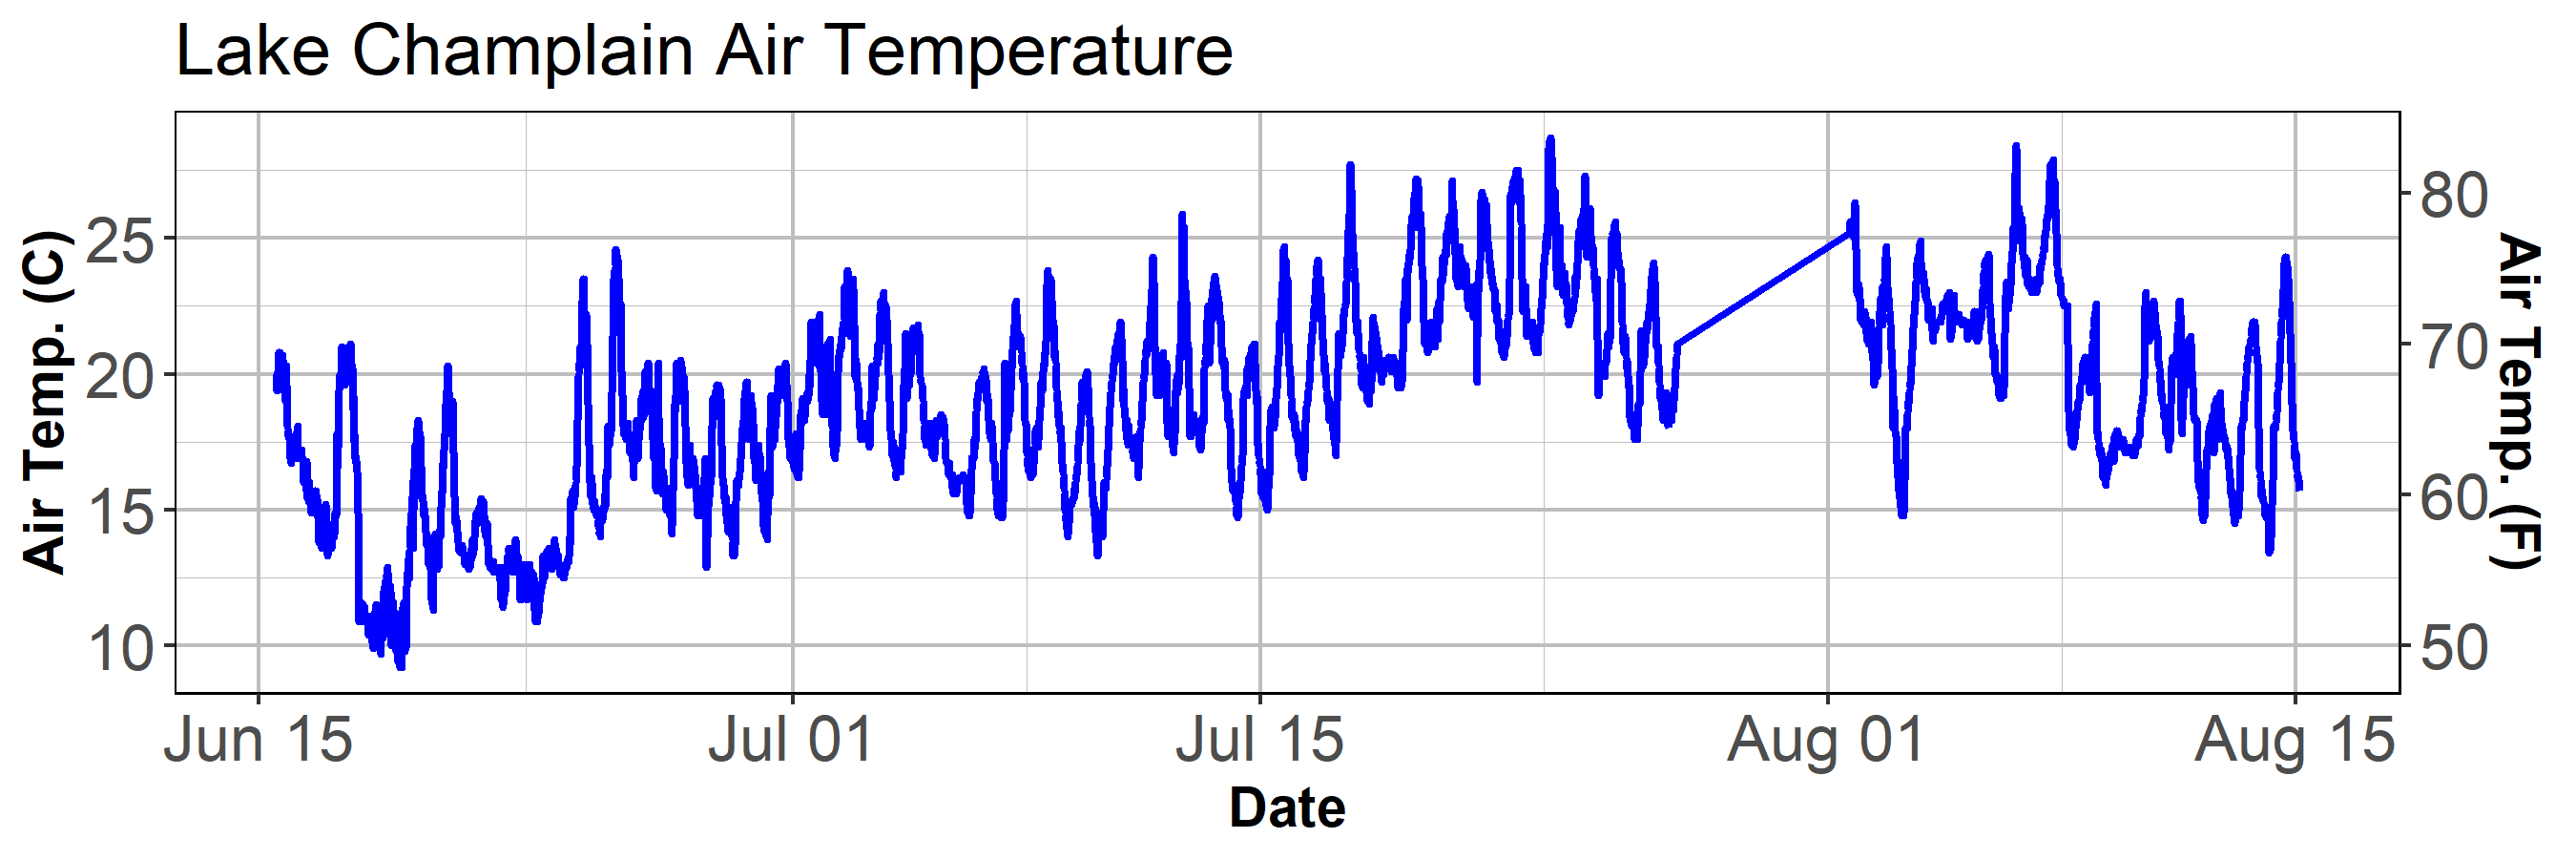 Lake Champlain Air Temperature
Air Temp. (C)
25
20
15
10
80
70
60
50
Air Temp. (F)
Jun 15
Jul 01
Jul 15
Aug 01
Aug 15
Date